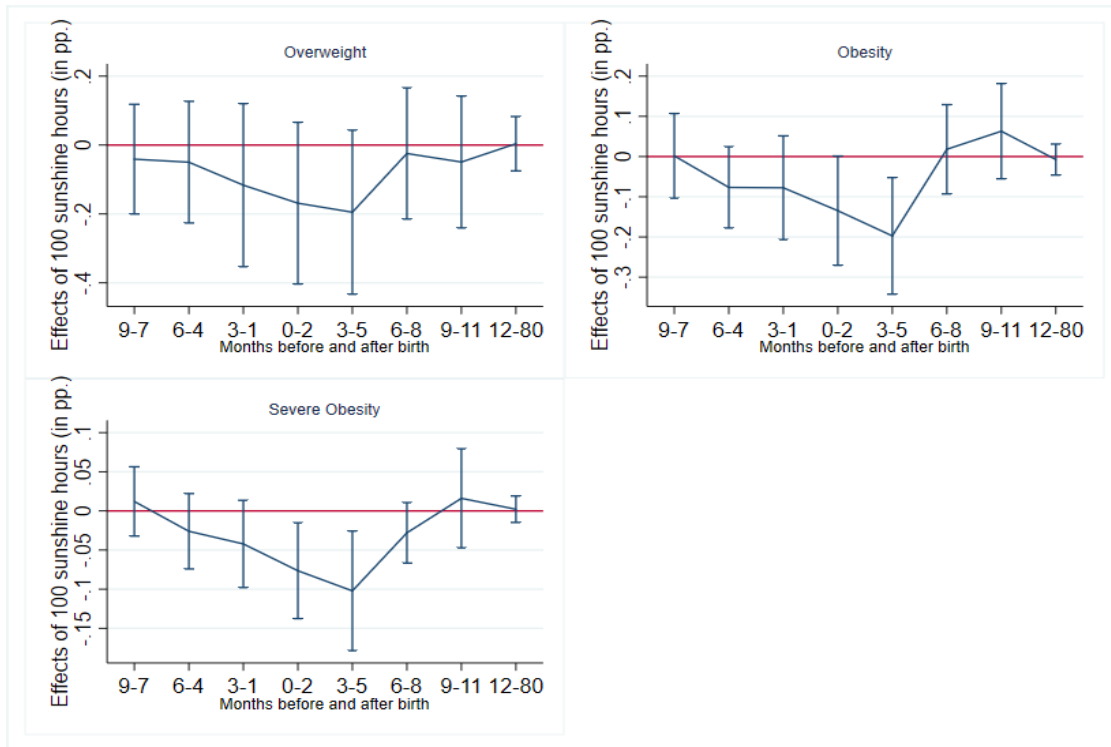 Overweight
Effects of 100 sunshine hours (in pp.)
.2
0
-.2
-.4
9-7 6-4 3-1 0-2 3-5 6-8 9-11 12-80
Months before and after birth
Obesity
Effects of 100 sunshine hours (in pp.)
.2
.1
0
-.1
-.2
-.3
9-7 6-4 3-1 0-2 3-5 6-8 9-11 12-80
Months before and after birth
Severe Obesity
Effects of 100 sunshine hours (in pp.)
.1
.05
0
-.05
-.1
-.15
9-7 6-4 3-1 0-2 3-5 6-8 9-11 12-80
Months before and after birth